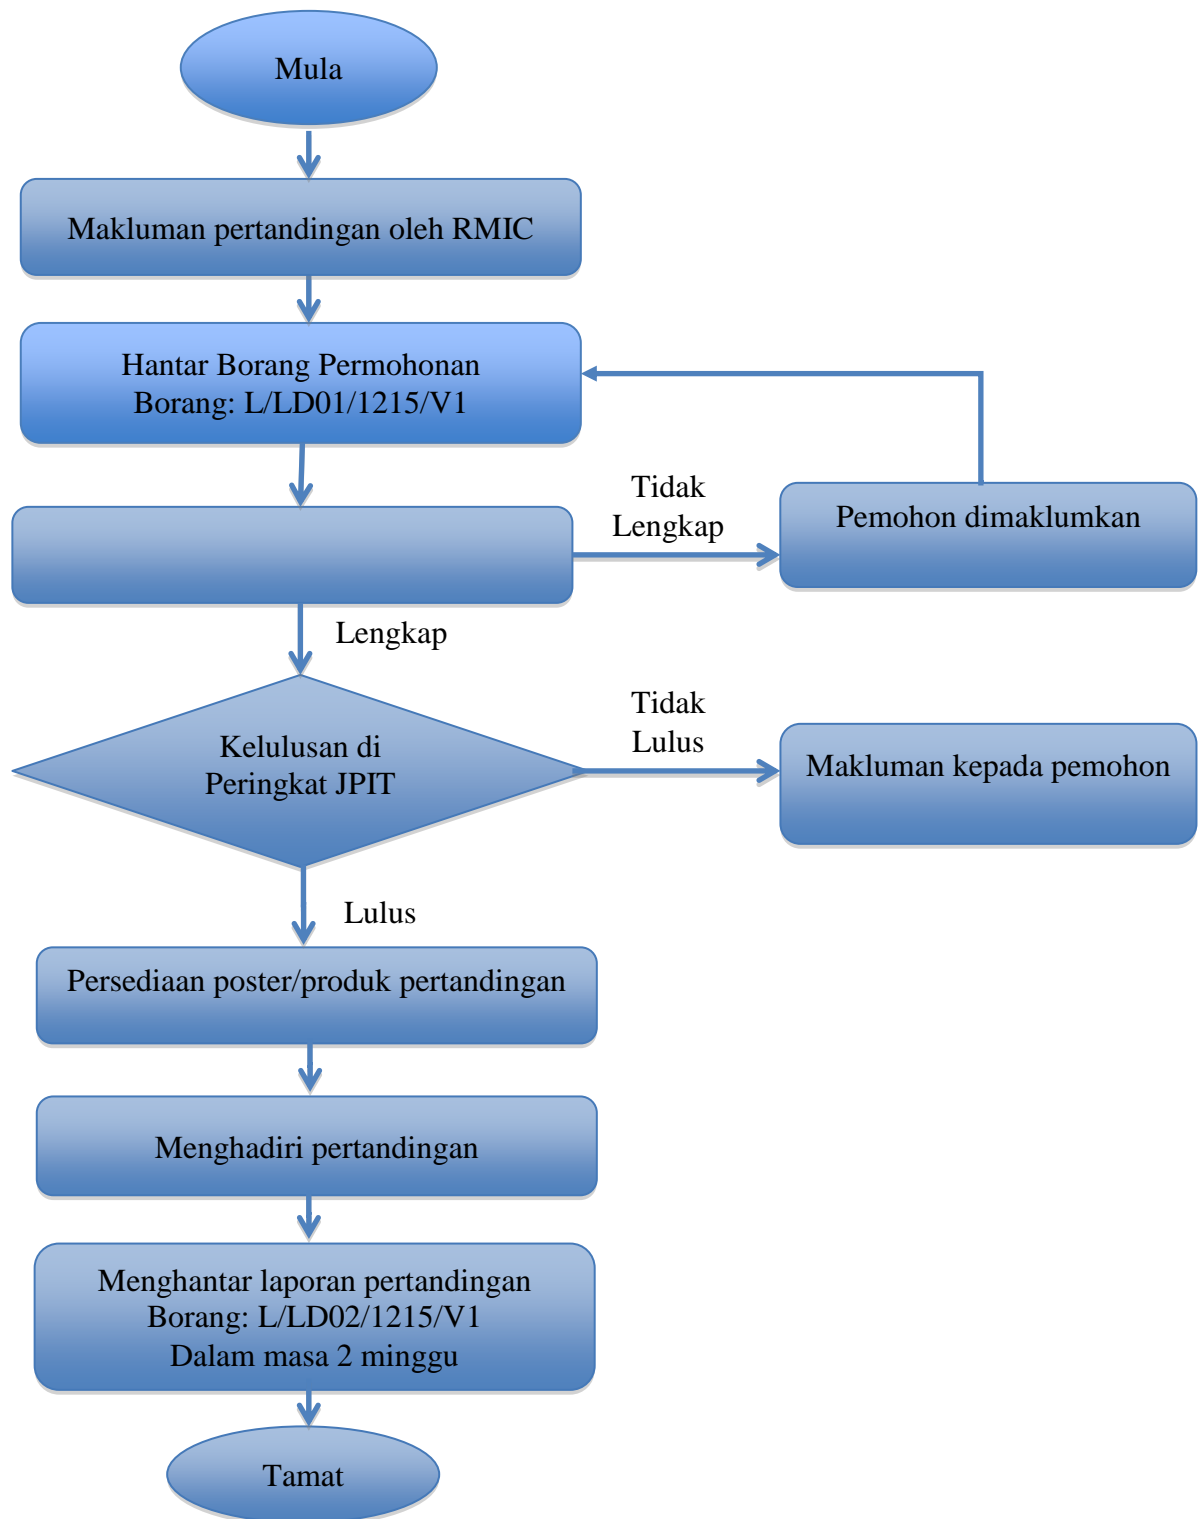 Mula
Makluman pertandingan oleh RMIC
Hantar Borang Permohonan
Borang: L/LD01/1215/V1
Tidak
Lengkap
Pemohon dimaklumkan
Lengkap
Kelulusan di
Peringkat JPIT
Tidak
Lulus
Makluman kepada pemohon
Lulus
Persediaan poster/produk pertandingan
Menghadiri pertandingan
Menghantar laporan pertandingan
Borang: L/LD02/1215/V1
Dalam masa 2 minggu
Tamat